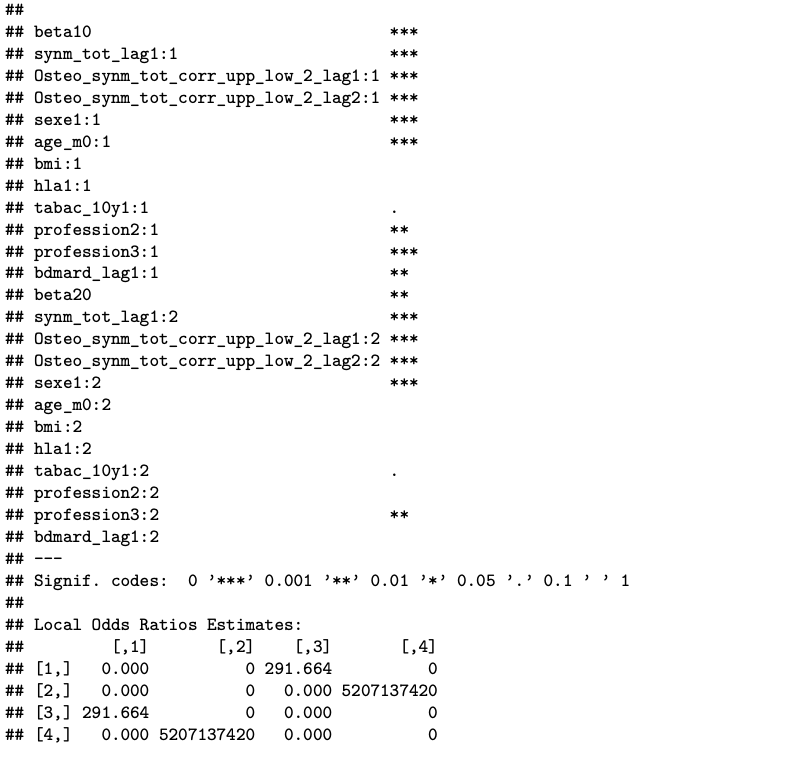 ##
## beta10                             ***
## synm_tot_lag1:1                    ***
## Osteo_synm_tot_corr_upp_low_2_lag1:1 ***
## Osteo_synm_tot_corr_upp_low_2_lag2:1 ***
## sexe1:1                            ***
## age_m0:1                           ***
## bmi:1
## hla1:1
## tabac_10y1:1                       .
## profession2:1                      **
## profession3:1                      ***
## bdmard_lag1:1                      **
## beta20                             **
## synm_tot_lag1:2                    ***
## Osteo_synm_tot_corr_upp_low_2_lag1:2 ***
## Osteo_synm_tot_corr_upp_low_2_lag2:2 ***
## sexe1:2                            ***
## age_m0:2
## bmi:2
## hla1:2
## tabac_10y1:2                       .
## profession2:2
## profession3:2                      **
## bdmard_lag1:2
## ---
## Signif. codes:  0 '***' 0.001 '**' 0.01 '*' 0.05 '.' 0.1 ' ' 1
##
## Local Odds Ratios Estimates:
##         [,1]       [,2]    [,3]       [,4]
## [1,]   0.000          0 291.664          0
## [2,]   0.000          0   0.000 5207137420
## [3,] 291.664          0   0.000          0
## [4,]   0.000 5207137420   0.000          0